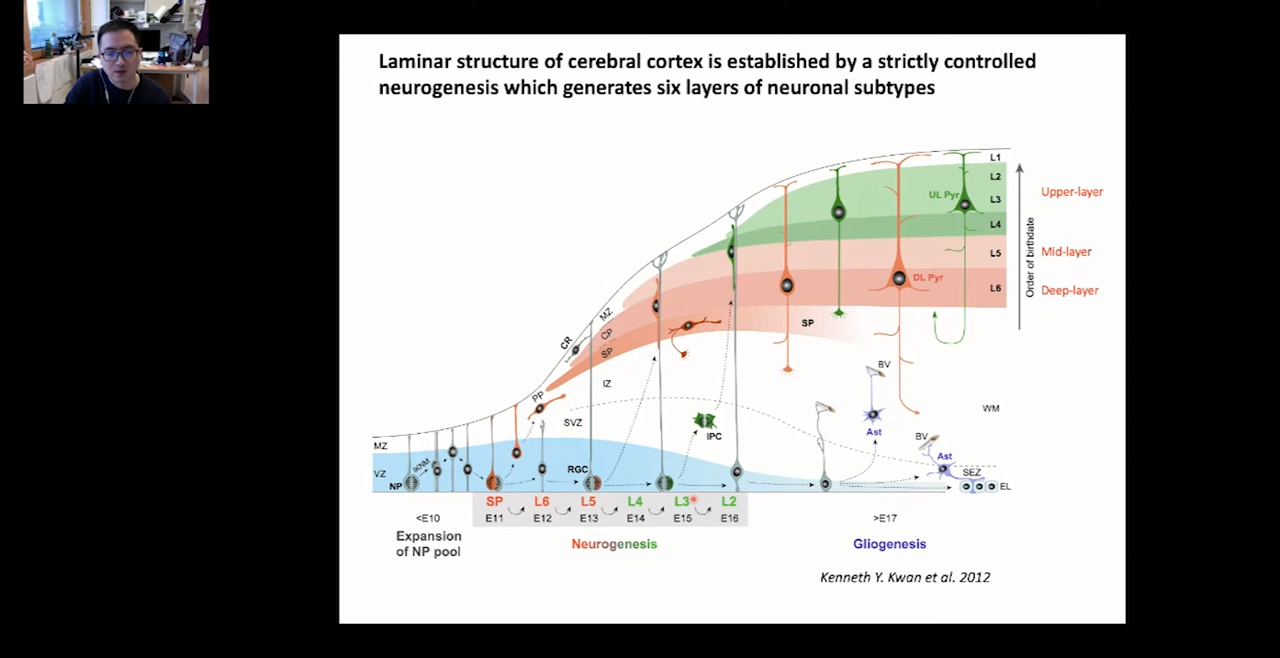 Laminar structure of cerebral cortex is established by a strictly controlled
neurogenesis which generates six layers of neuronal subtypes
L1
L2
L3
L4
L5
L6
UL Pyr
DL Pyr
Order of birthdate
Upper-layer
Mid-layer
Deep-layer
CR
MZ
CP
SP
IZ
SP
PP
SVZ
IPC
BV
Ast
WM
BV
Ast
SEZ
EL
MZ
VZ
NP
IKNM
RGC
SP L6 L5 L4 L3 L2
E11 E12 E13 E14 E15 E16
<E10
Expansion
of NP pool
Neurogenesis
>E17
Gliogenesis
Kenneth Y. Kwan et al. 2012